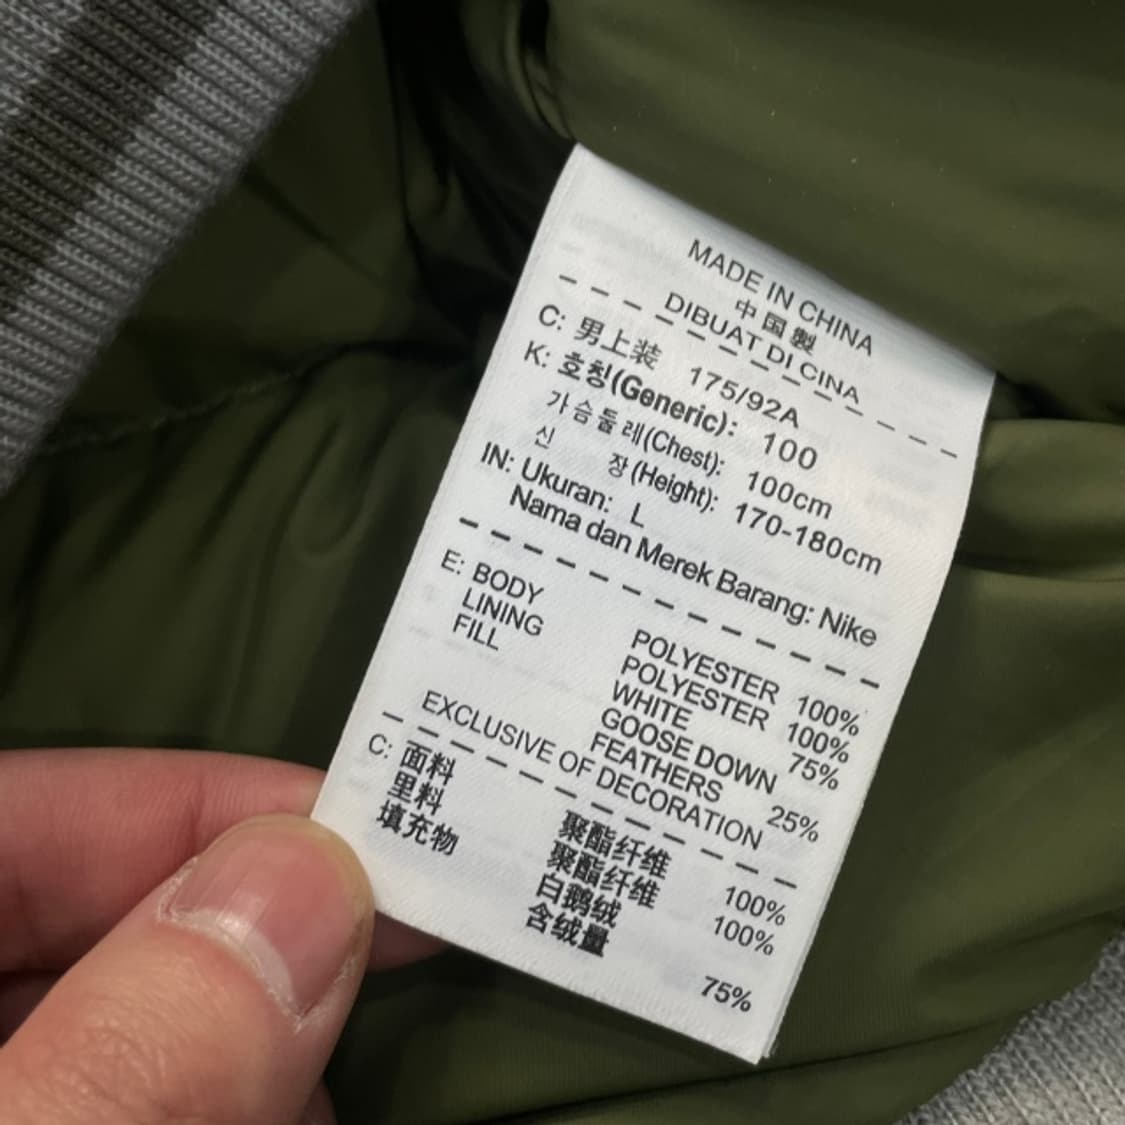 MADE IN CHINA
中国製
DIBUAT DI CINA
C: 男上装 175/92A
K: 호칭(Generic): 100
가슴둘레(Chest): 100cm
신 장(Height): 170-180cm
IN: Ukuran: L
Nama dan Merek Barang: Nike
E: BODY POLYESTER 100%
LINING POLYESTER 100%
FILL WHITE
GOOSE DOWN 75%
FEATHERS 25%
EXCLUSIVE OF DECORATION
C: 面料 聚酯纤维 100%
里料 聚酯纤维 100%
填充物 白鹅绒
含绒量 75%